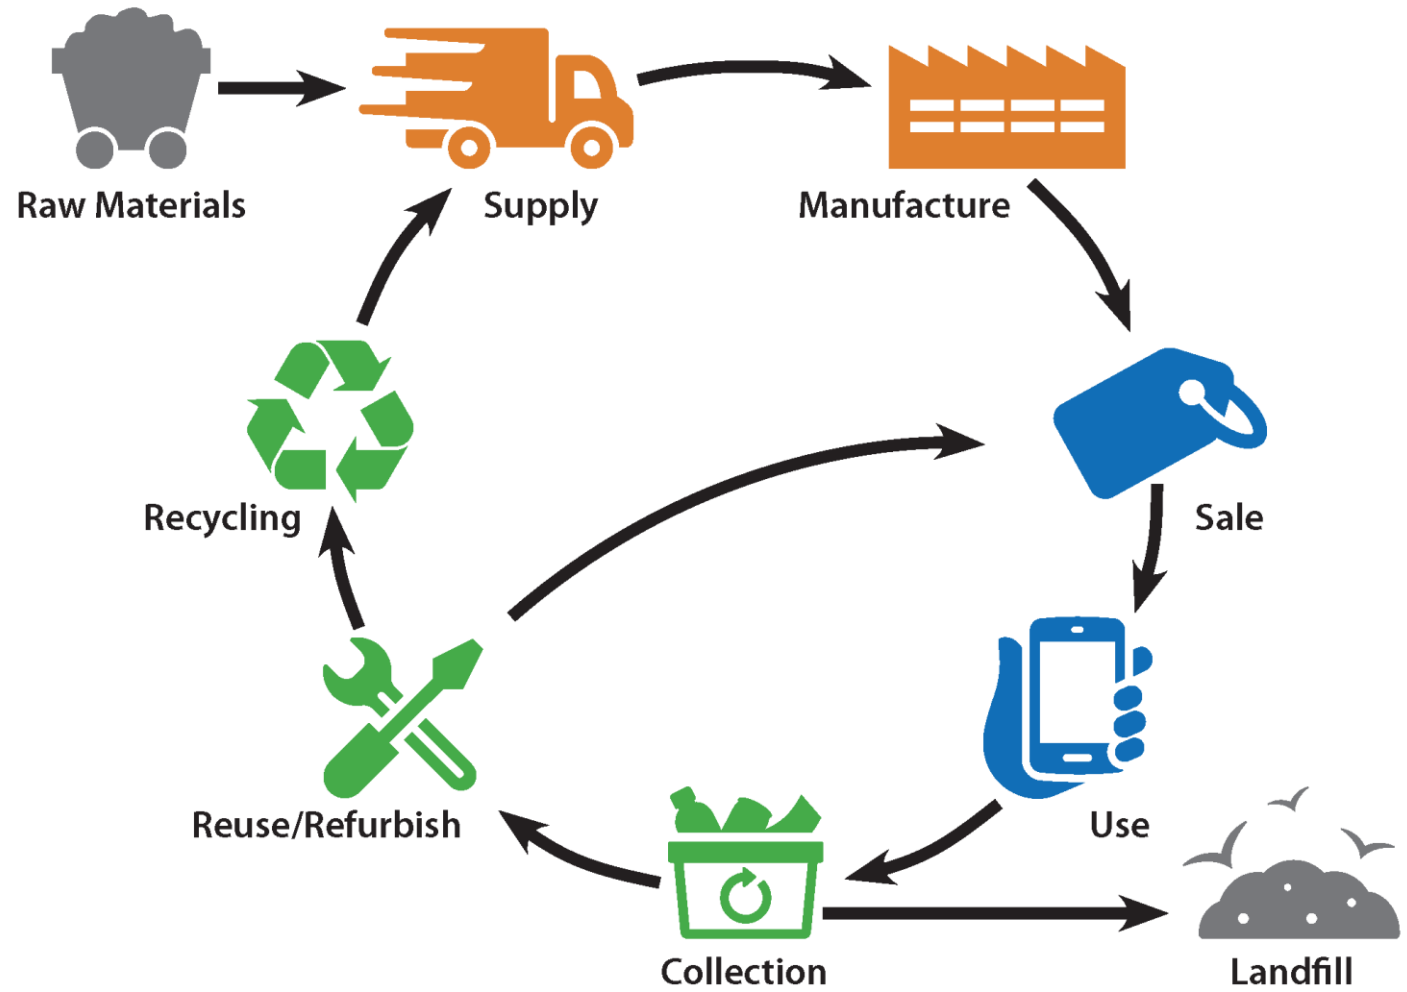 Raw Materials
Supply
Manufacture
Recycling
Sale
Reuse/Refurbish
Use
Collection
Landfill